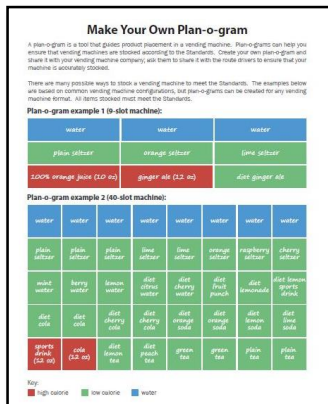 Make Your Own Plan-o-gram
A plan-o-gram is a tool that guides product placement in a vending machine. Plan-o-grams can help you
ensure that vending machines are stocked according to the Standards. Create your own plan-o-gram and
share it with your vending machine company; ask them to share it with the route drivers to ensure that your
machine is accurately stocked.
There are many possible ways to stock a vending machine to meet the Standards. The examples below
are based on common vending machine configurations, but plan-o-grams can be created for any vending
machine format. All items stocked must meet the Standards.
Plan-o-gram example 1 (9-slot machine):
water water water
plain seltzer orange seltzer lime seltzer
100% orange juice (10 oz) ginger ale (12 oz) diet ginger ale
Plan-o-gram example 2 (40-slot machine):
water water water water water water water water
plain seltzer plain seltzer plain seltzer lime seltzer lime seltzer orange seltzer raspberry seltzer cherry seltzer
mint water berry water lemon water diet citrus water diet cherry water diet fruit punch diet lemonade diet lemon sports drink
diet cola diet cola diet cherry cola diet cherry cola diet orange soda diet orange soda diet lemon soda diet lime soda
sports drink (12 oz) cola (12 oz) diet lemon tea diet peach tea green tea green tea plain tea plain tea
Key:
high calorie low calorie water